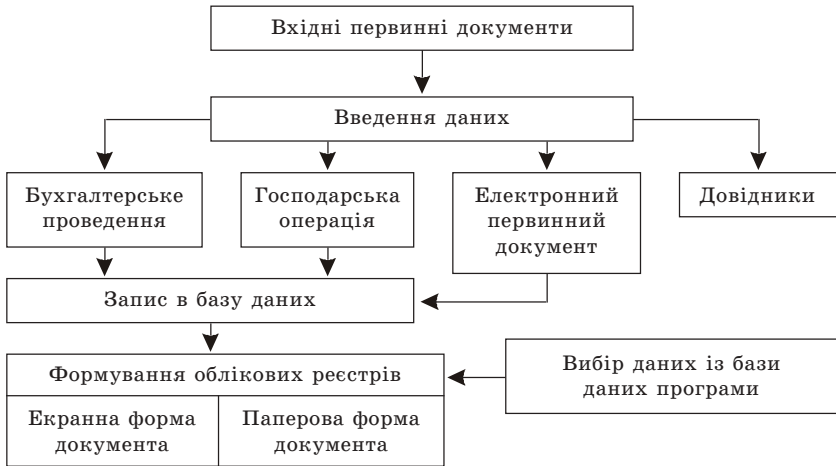 Вхідні первинні документи
Введення даних
Бухгалтерське
проведення
Господарська
операція
Електронний
первинний
документ
Довідники
Запис в базу даних
Формування облікових реєстрів
Вибір даних із бази
даних програми
Екранна форма
документа
Паперова форма
документа